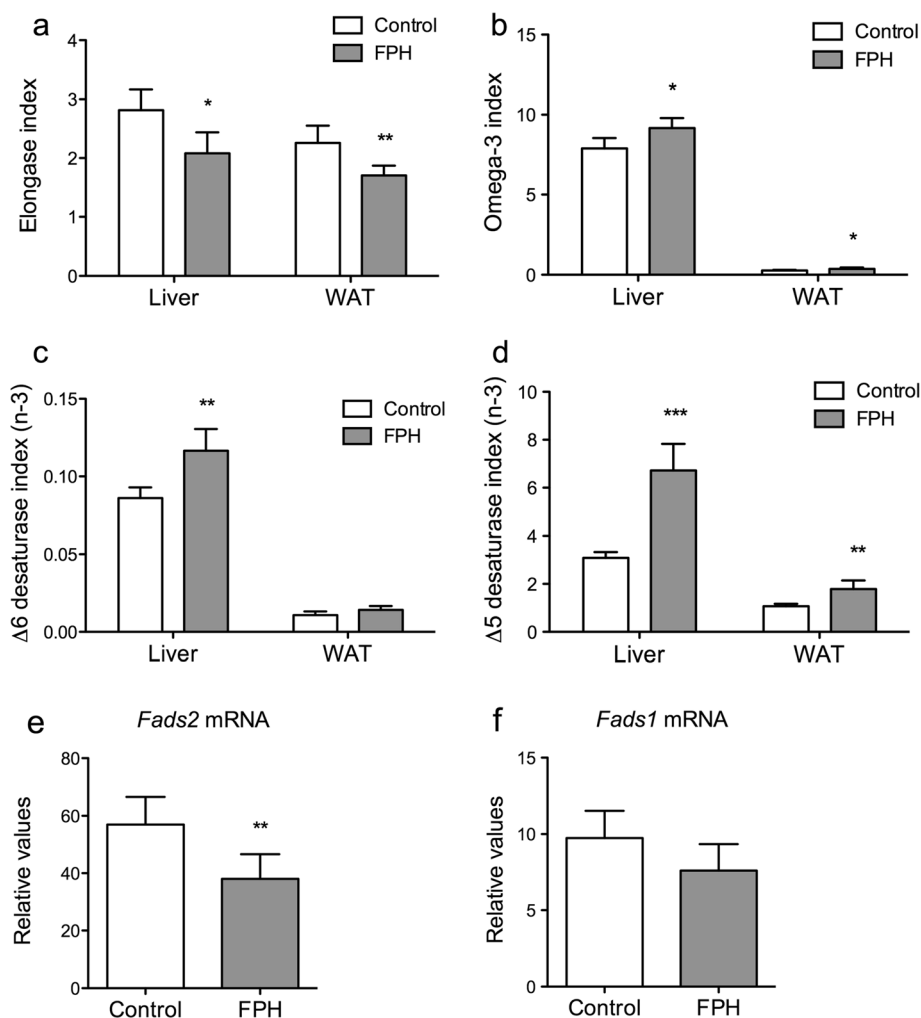 a
Control
FPH
Elongase index
4
3
2
1
0
*
**
Liver WAT
b
Control
FPH
Omega-3 index
15
10
5
0
*
*
Liver WAT
c
Control
FPH
Δ6 desaturase index (n-3)
0.15
0.10
0.05
0.00
**
Liver WAT
d
Control
FPH
Δ5 desaturase index (n-3)
10
8
6
4
2
0
***
**
Liver WAT
e
Fads2 mRNA
Relative values
80
60
40
20
0
**
Control FPH
f
Fads1 mRNA
Relative values
15
10
5
0
Control FPH